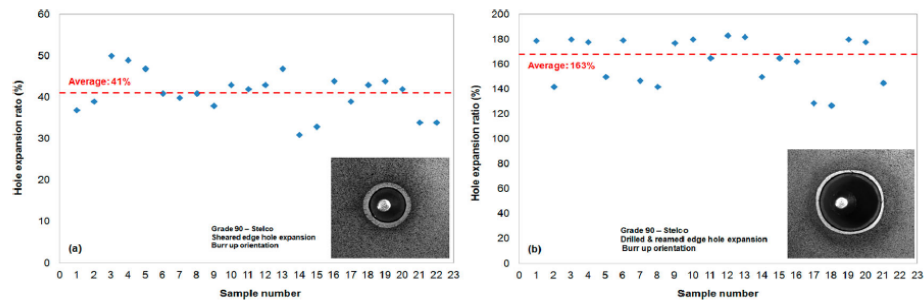 60
50
40
30
20
10
0
Hole expansion ratio (%)
Average: 41%
Grade 90 – Stelco
Sheared edge hole expansion
Burr up orientation
(a)
0 1 2 3 4 5 6 7 8 9 10 11 12 13 14 15 16 17 18 19 20 21 22 23
Sample number
200
180
160
140
120
100
80
60
40
20
0
Hole expansion ratio (%)
Average: 163%
Grade 90 – Stelco
Drilled & reamed edge hole expansion
Burr up orientation
(b)
0 1 2 3 4 5 6 7 8 9 10 11 12 13 14 15 16 17 18 19 20 21 22 23
Sample number